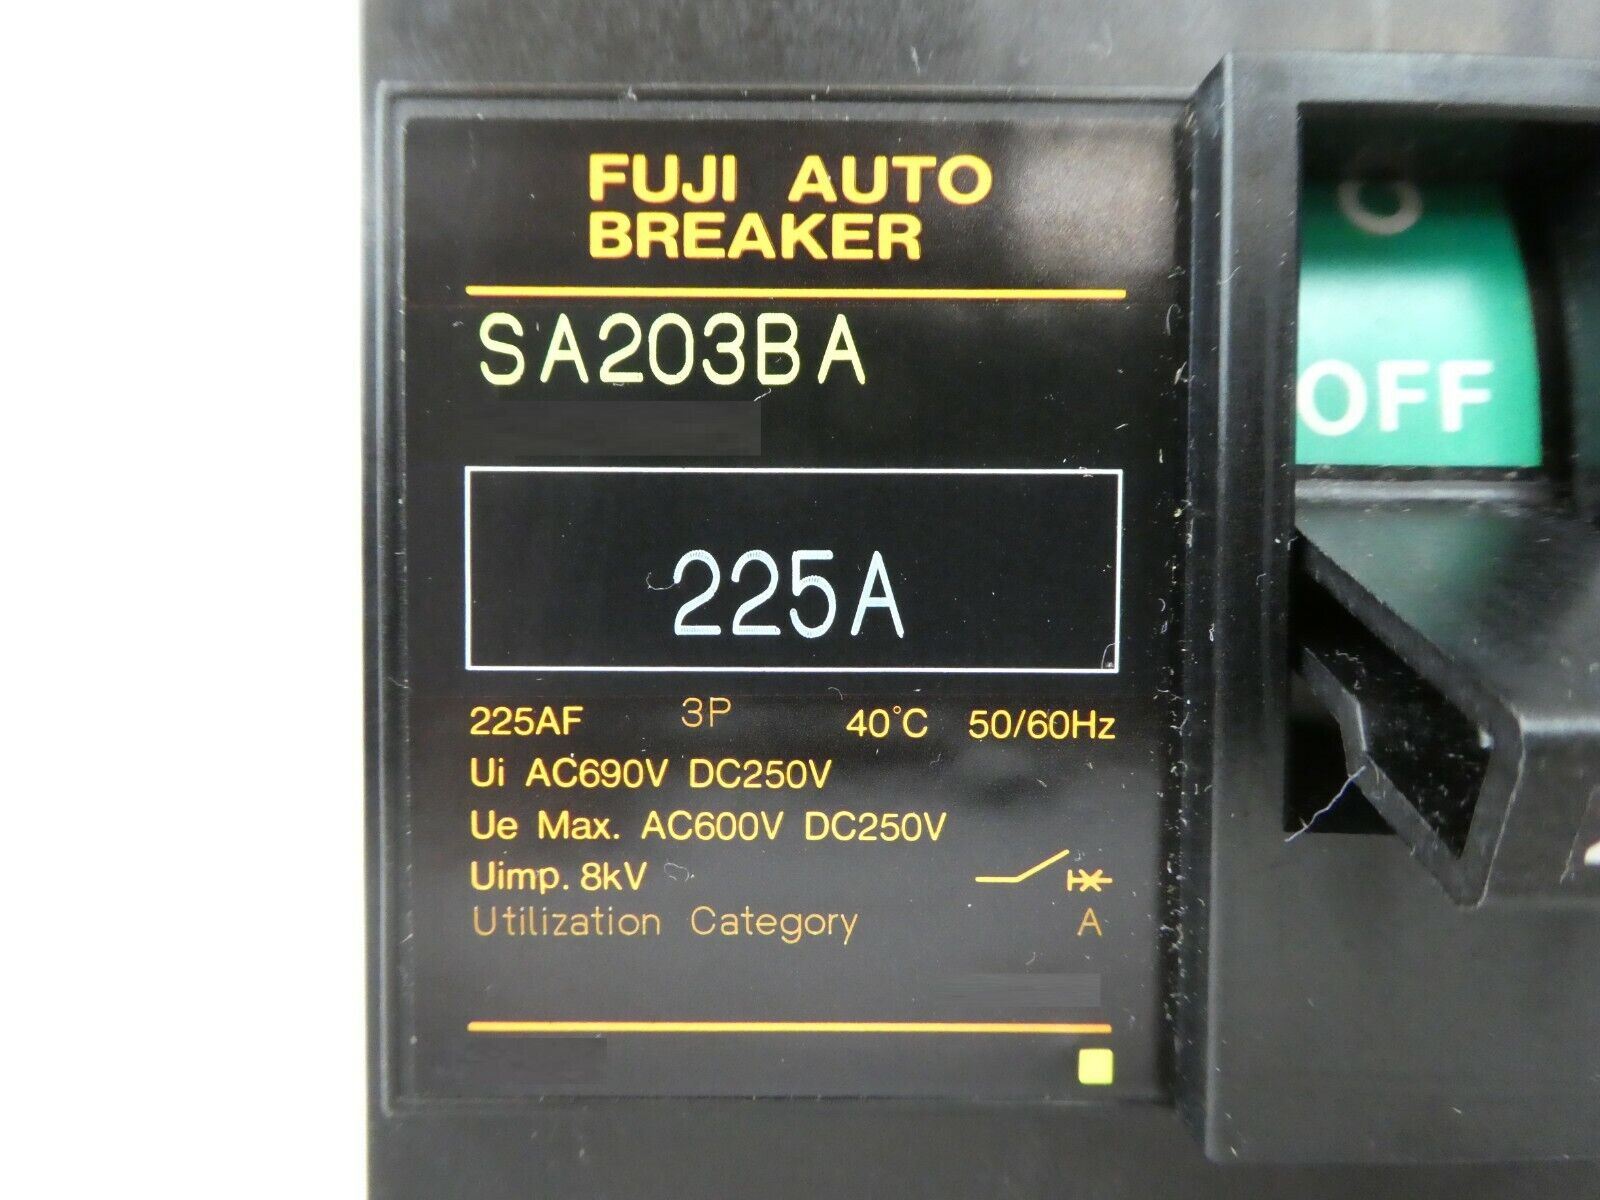 FUJI AUTO
BREAKER
SA203BA
225A
225AF 3P 40°C 50/60Hz
Ui AC690V DC250V
Ue Max. AC600V DC250V
Uimp. 8kV
Utilization Category A
OFF